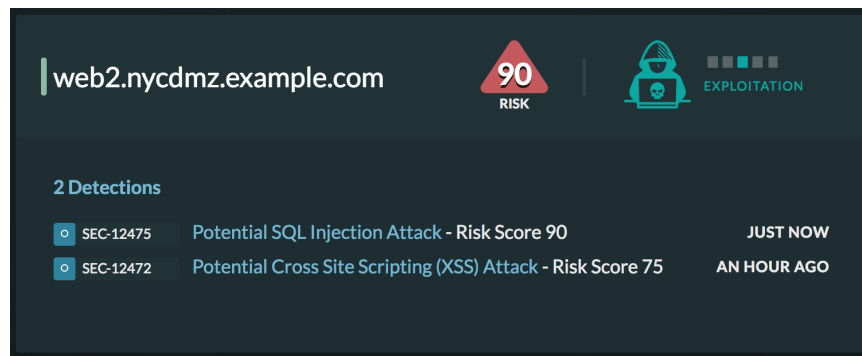 web2.nycdmz.example.com
90
RISK
EXPLOITATION
2 Detections
SEC-12475 Potential SQL Injection Attack - Risk Score 90 JUST NOW
SEC-12472 Potential Cross Site Scripting (XSS) Attack - Risk Score 75 AN HOUR AGO